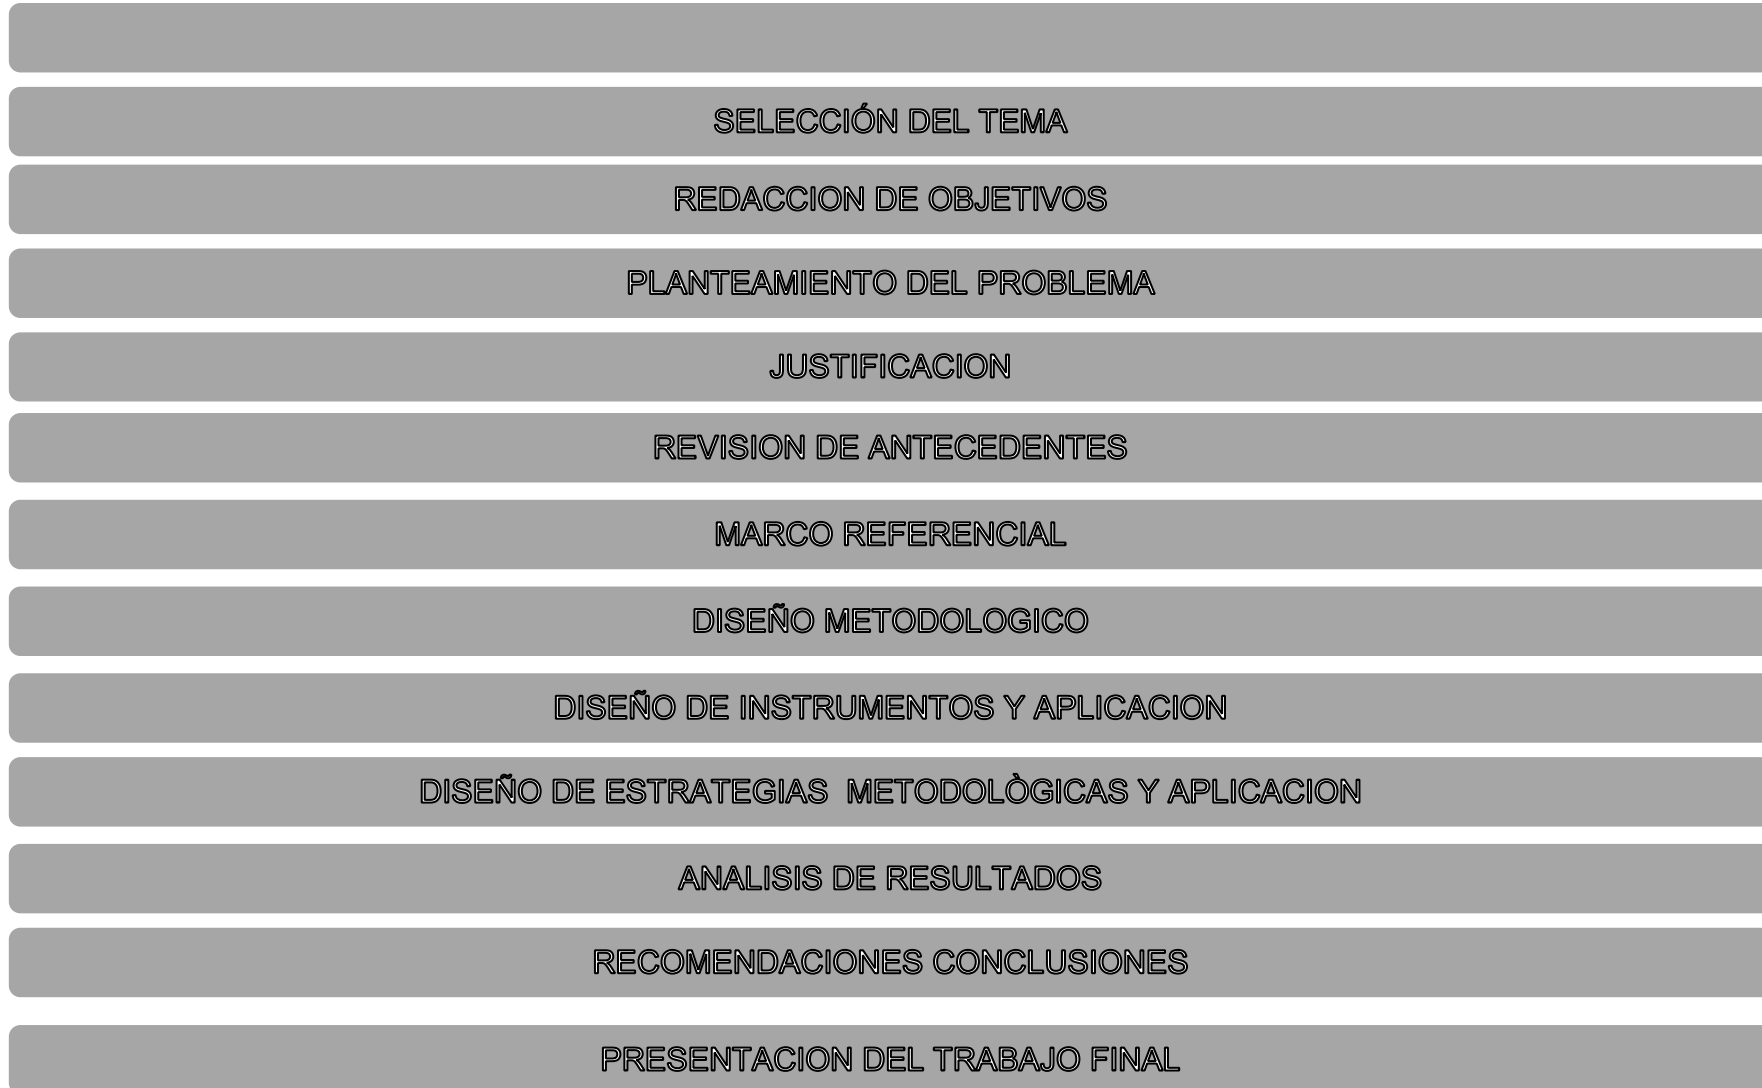 SELECCIÓN DEL TEMA
REDACCION DE OBJETIVOS
PLANTEAMIENTO DEL PROBLEMA
JUSTIFICACION
REVISION DE ANTECEDENTES
MARCO REFERENCIAL
DISEÑO METODOLOGICO
DISEÑO DE INSTRUMENTOS Y APLICACION
DISEÑO DE ESTRATEGIAS  METODOLÒGICAS Y APLICACION
ANALISIS DE RESULTADOS
RECOMENDACIONES CONCLUSIONES
PRESENTACION DEL TRABAJO FINAL